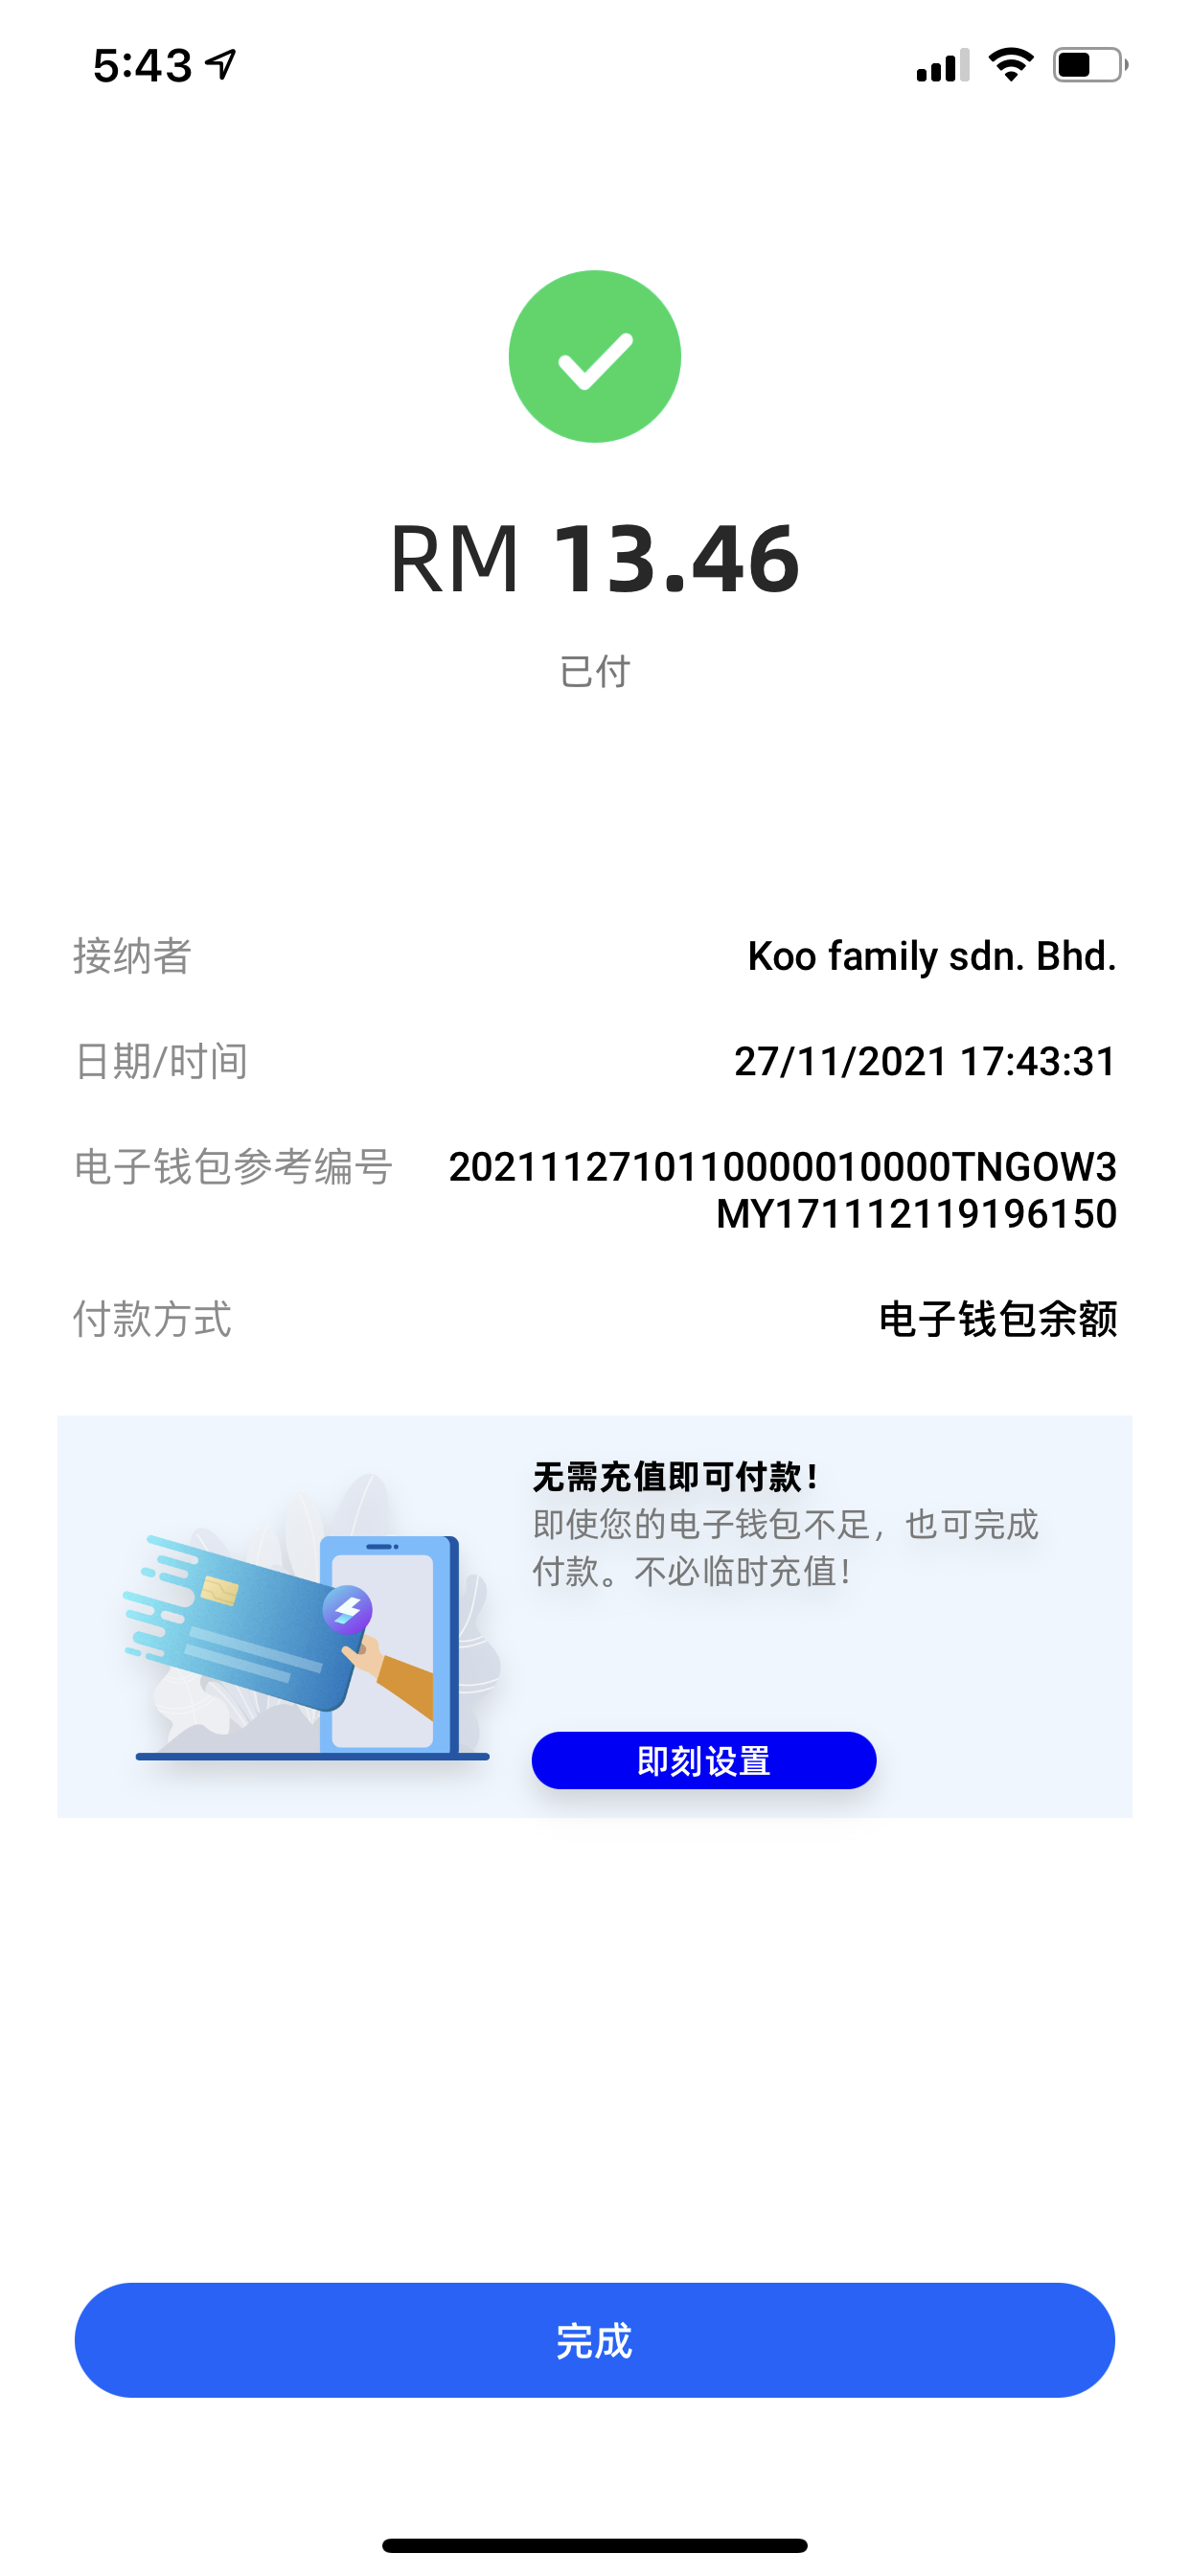 5:43
RM 13.46
已付
接纳者 Koo family sdn. Bhd.
日期/时间 27/11/2021 17:43:31
电子钱包参考编号 20211127101100000010000TNGOW3
MY171112119196150
付款方式 电子钱包余额
无需充值即可付款！
即使您的电子钱包不足，也可完成
付款。不必临时充值！
即刻设置
完成